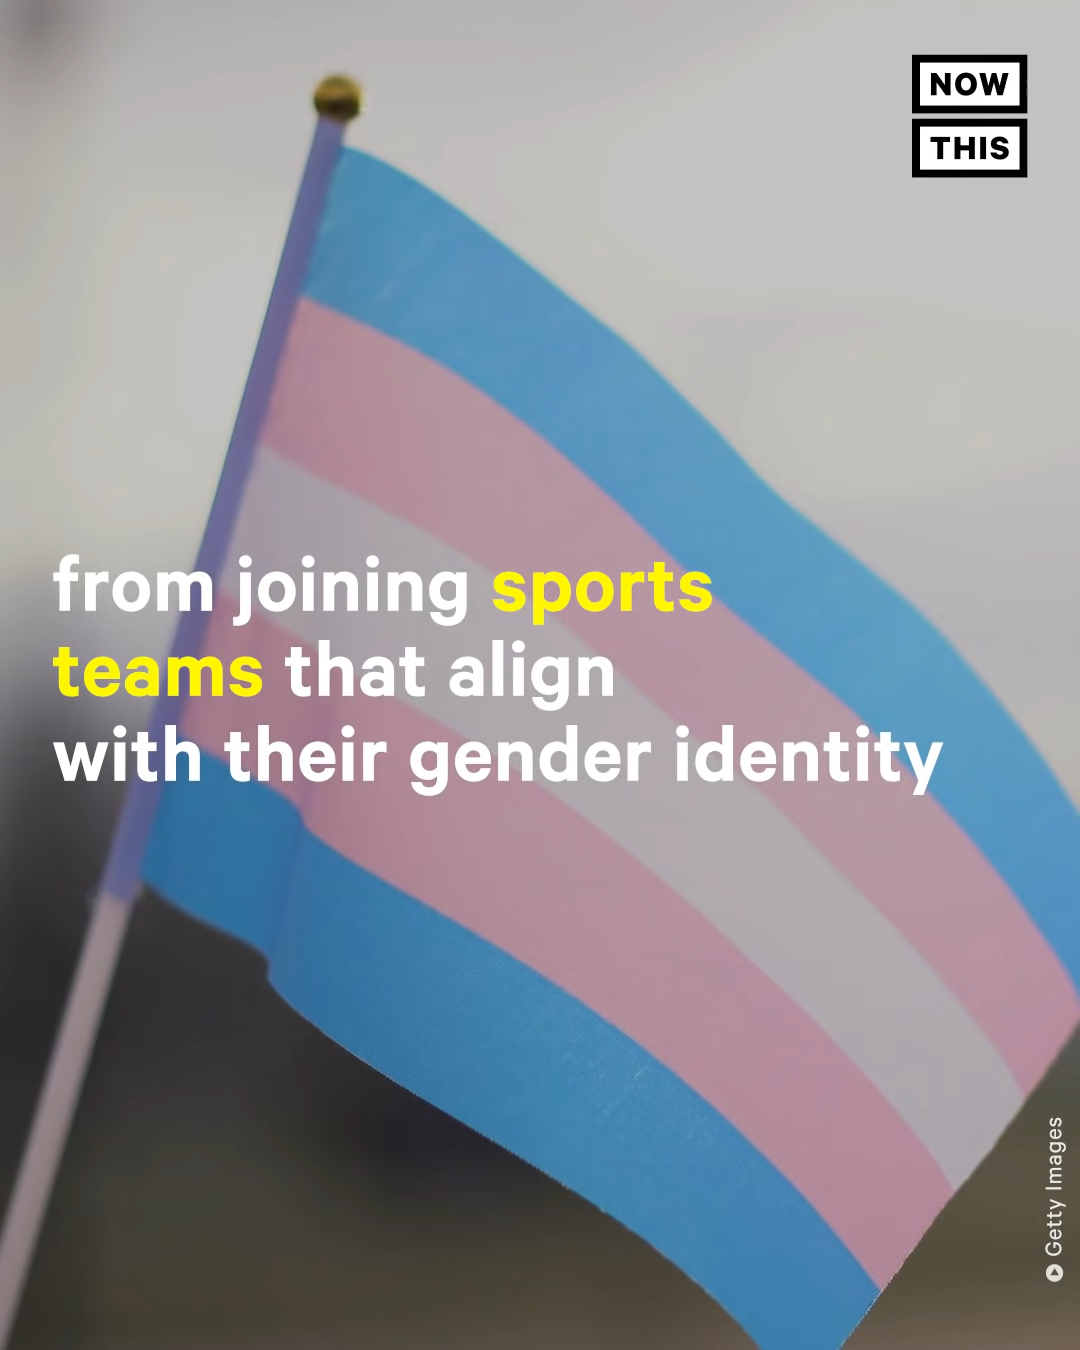 NOW
THIS
from joining sports
teams that align
with their gender identity
Getty Images